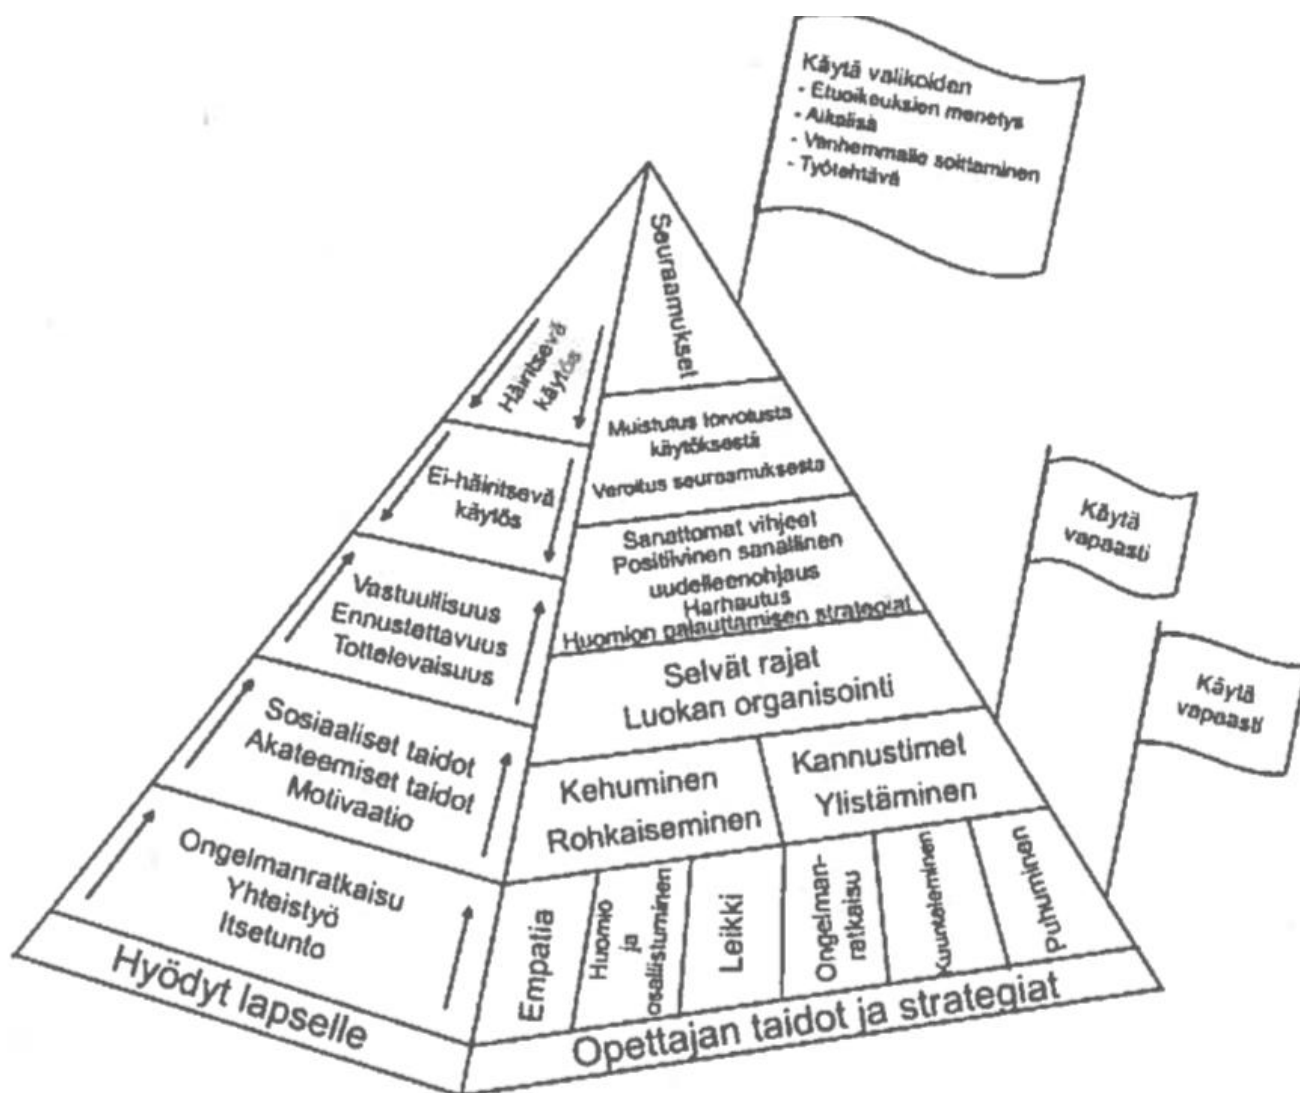 Käytä valikoiden
- Etuoikeuksien menetys
- Aikalisä
- Vanhemmalle soittaminen
- Työtehtävä
Seuraamukset
Häiritsevä
käytös
Muistutus toivotusta
käytöksestä
Varoitus seuraamuksesta
Ei-häiritsevä
käytös
Sanattomat vihjeet
Positiivinen sanallinen
uudelleenohjaus
Harhautus
Huomion palauttamisen strategiat
Käytä
vapaasti
Vastuullisuus
Ennustettavuus
Tottelevaisuus
Selvät rajat
Luokan organisointi
Käytä
vapaasti
Sosiaaliset taidot
Akateemiset taidot
Motivaatio
Kehuminen
Rohkaiseminen
Kannustimet
Ylistäminen
Ongelmanratkaisu
Yhteistyö
Itsetunto
Empatia
Huomio
ja
osallistuminen
Leikki
Ongelman-
ratkaisu
Kuunteleminen
Puhuminen
Hyödyt lapselle
Opettajan taidot ja strategiat